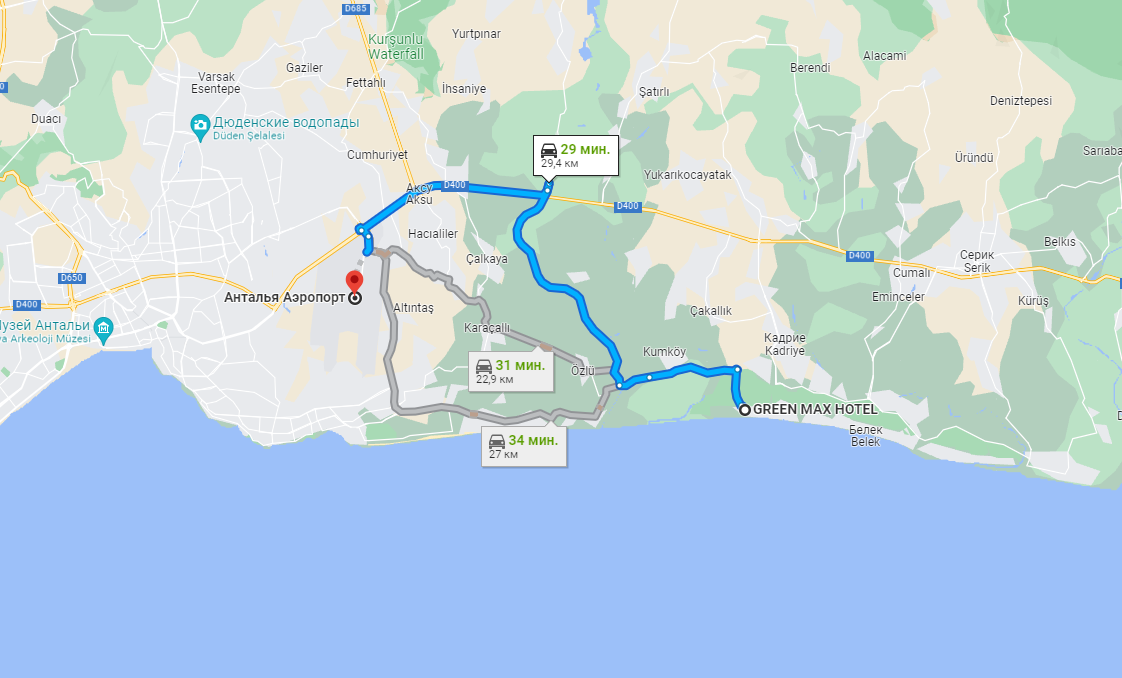 D685
Kurşunlu
Waterfall
Yurtpınar
Alacami
Gaziler
Berendi
Varsak
Esentepe
Fettahlı
İhsaniye
Şatırlı
Deniztepesi
Duacı
Дюденские водопады
Düden Şelalesi
29 мин.
29,4 км
Cumhuriyet
Üründü
Sarıaba
Yukarıkocayatak
Аксу
Aksu
D400
D400
Hacıaliler
Belkıs
Çalkaya
D400
Серик
Serik
Cumalı
D650
Анталья Аэропорт
Eminceler
Kürüş
D400
Altıntaş
Çakallık
узей Антальи
va Arkeoloji Müzesi
Karaçallı
Кадрие
Kadriye
Kumköy
31 мин.
22,9 км
Özlü
GREEN MAX HOTEL
Белек
Belek
34 мин.
27 км